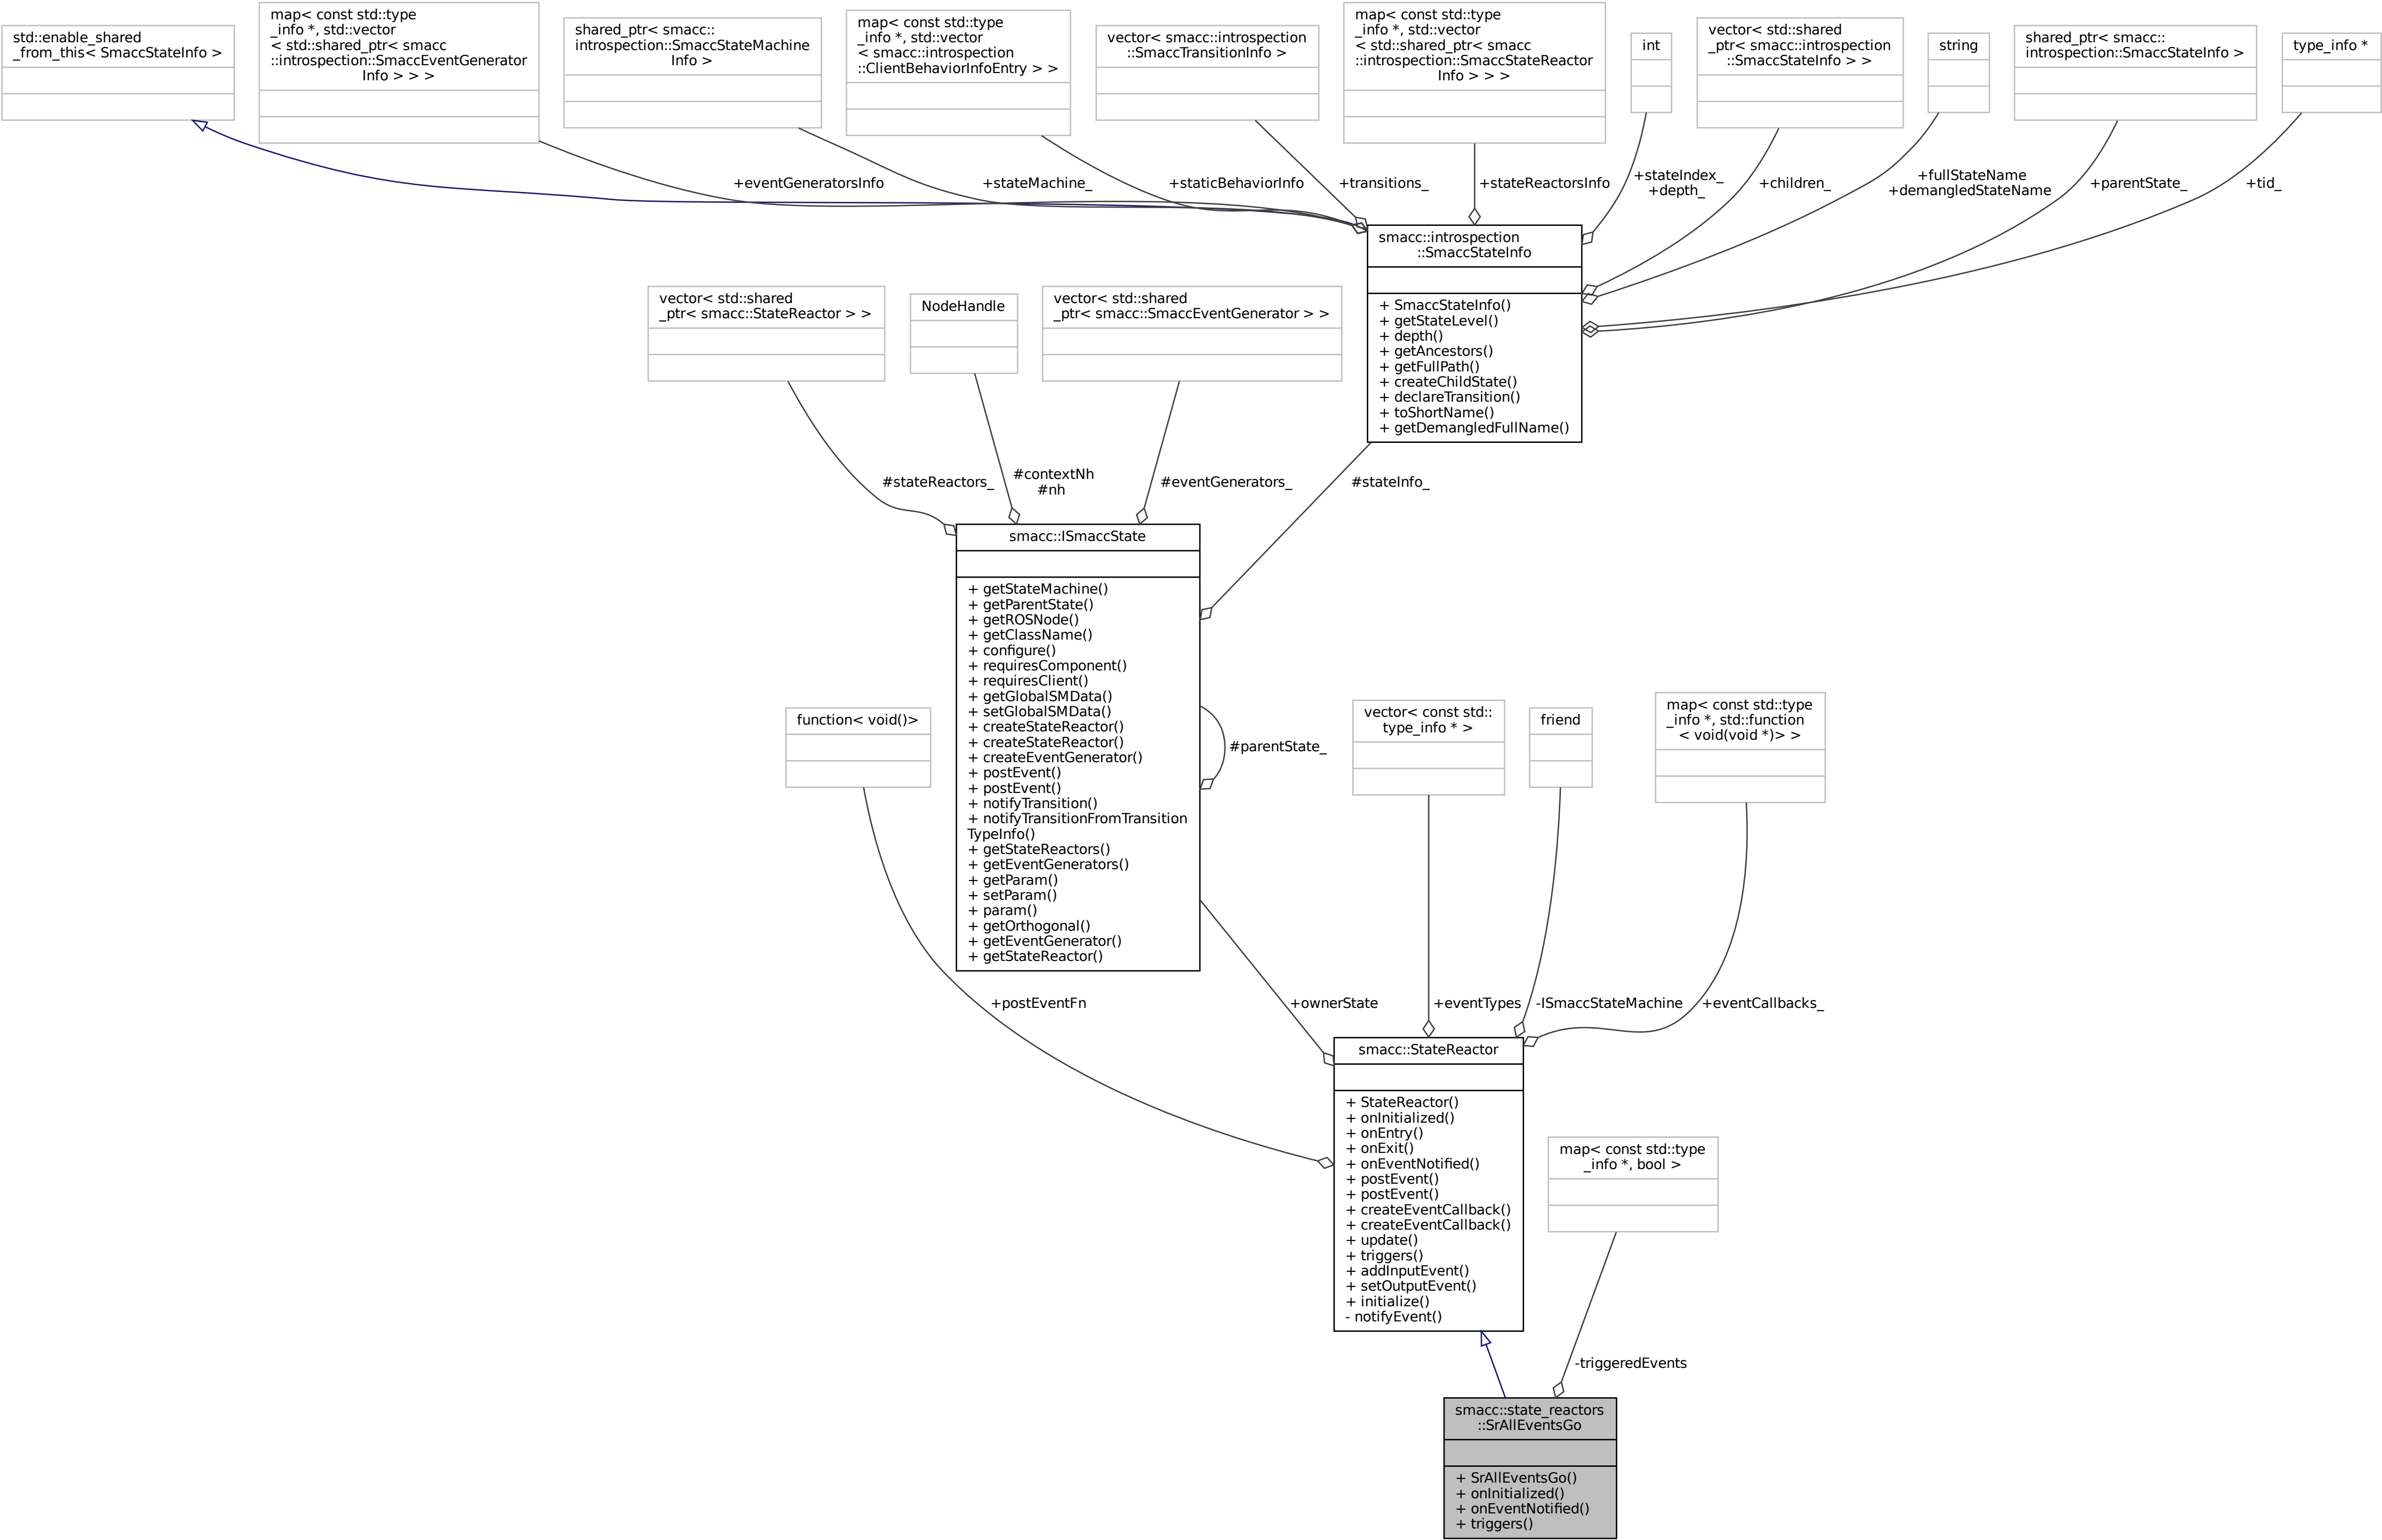 std::enable_shared
_from_this< SmaccStateInfo >
map< const std::type
_info *, std::vector
< std::shared_ptr< smacc
::introspection::SmaccEventGenerator
Info > > >
shared_ptr< smacc::
introspection::SmaccStateMachine
Info >
map< const std::type
_info *, std::vector
< smacc::introspection
::ClientBehaviorInfoEntry > >
vector< smacc::introspection
::SmaccTransitionInfo >
map< const std::type
_info *, std::vector
< std::shared_ptr< smacc
::introspection::SmaccStateReactor
Info > > >
int
vector< std::shared
_ptr< smacc::introspection
::SmaccStateInfo > >
string
shared_ptr< smacc::
introspection::SmaccStateInfo >
type_info *
+eventGeneratorsInfo
+stateMachine_
+staticBehaviorInfo
+transitions_
+stateReactorsInfo
+stateIndex_
+depth_
+children_
+fullStateName
+demangledStateName
+parentState_
+tid_
smacc::introspection
::SmaccStateInfo
+ SmaccStateInfo()
+ getStateLevel()
+ depth()
+ getAncestors()
+ getFullPath()
+ createChildState()
+ declareTransition()
+ toShortName()
+ getDemangledFullName()
vector< std::shared
_ptr< smacc::StateReactor > >
NodeHandle
vector< std::shared
_ptr< smacc::SmaccEventGenerator > >
#stateReactors_
#contextNh
#nh
#eventGenerators_
#stateInfo_
smacc::ISmaccState
+ getStateMachine()
+ getParentState()
+ getROSNode()
+ getClassName()
+ configure()
+ requiresComponent()
+ requiresClient()
+ getGlobalSMData()
+ setGlobalSMData()
+ createStateReactor()
+ createStateReactor()
+ createEventGenerator()
+ postEvent()
+ postEvent()
+ notifyTransition()
+ notifyTransitionFromTransition
TypeInfo()
+ getStateReactors()
+ getEventGenerators()
+ getParam()
+ setParam()
+ param()
+ getOrthogonal()
+ getEventGenerator()
+ getStateReactor()
#parentState_
function< void()>
vector< const std::
type_info * >
friend
map< const std::type
_info *, std::function
< void(void *)> >
+postEventFn
+ownerState
+eventTypes
-ISmaccStateMachine
+eventCallbacks_
smacc::StateReactor
+ StateReactor()
+ onInitialized()
+ onEntry()
+ onExit()
+ onEventNotified()
+ postEvent()
+ postEvent()
+ createEventCallback()
+ createEventCallback()
+ update()
+ triggers()
+ addInputEvent()
+ setOutputEvent()
+ initialize()
- notifyEvent()
map< const std::type
_info *, bool >
-triggeredEvents
smacc::state_reactors
::SrAllEventsGo
+ SrAllEventsGo()
+ onInitialized()
+ onEventNotified()
+ triggers()